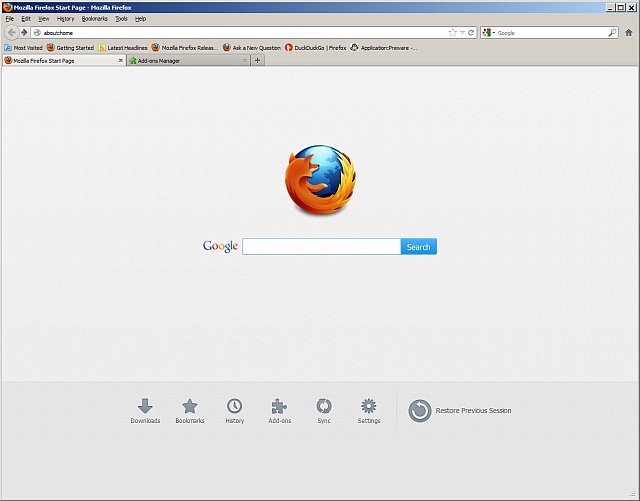 Mozilla Firefox Start Page - Mozilla Firefox
File Edit View History Bookmarks Tools Help
about:home Google
Most Visited Getting Started Latest Headlines Mozilla Firefox Releas... Ask a New Question DuckDuckGo | Firefox Application:Preware -...
Mozilla Firefox Start Page Add-ons Manager
Google Search
Downloads Bookmarks History Add-ons Sync Settings Restore Previous Session